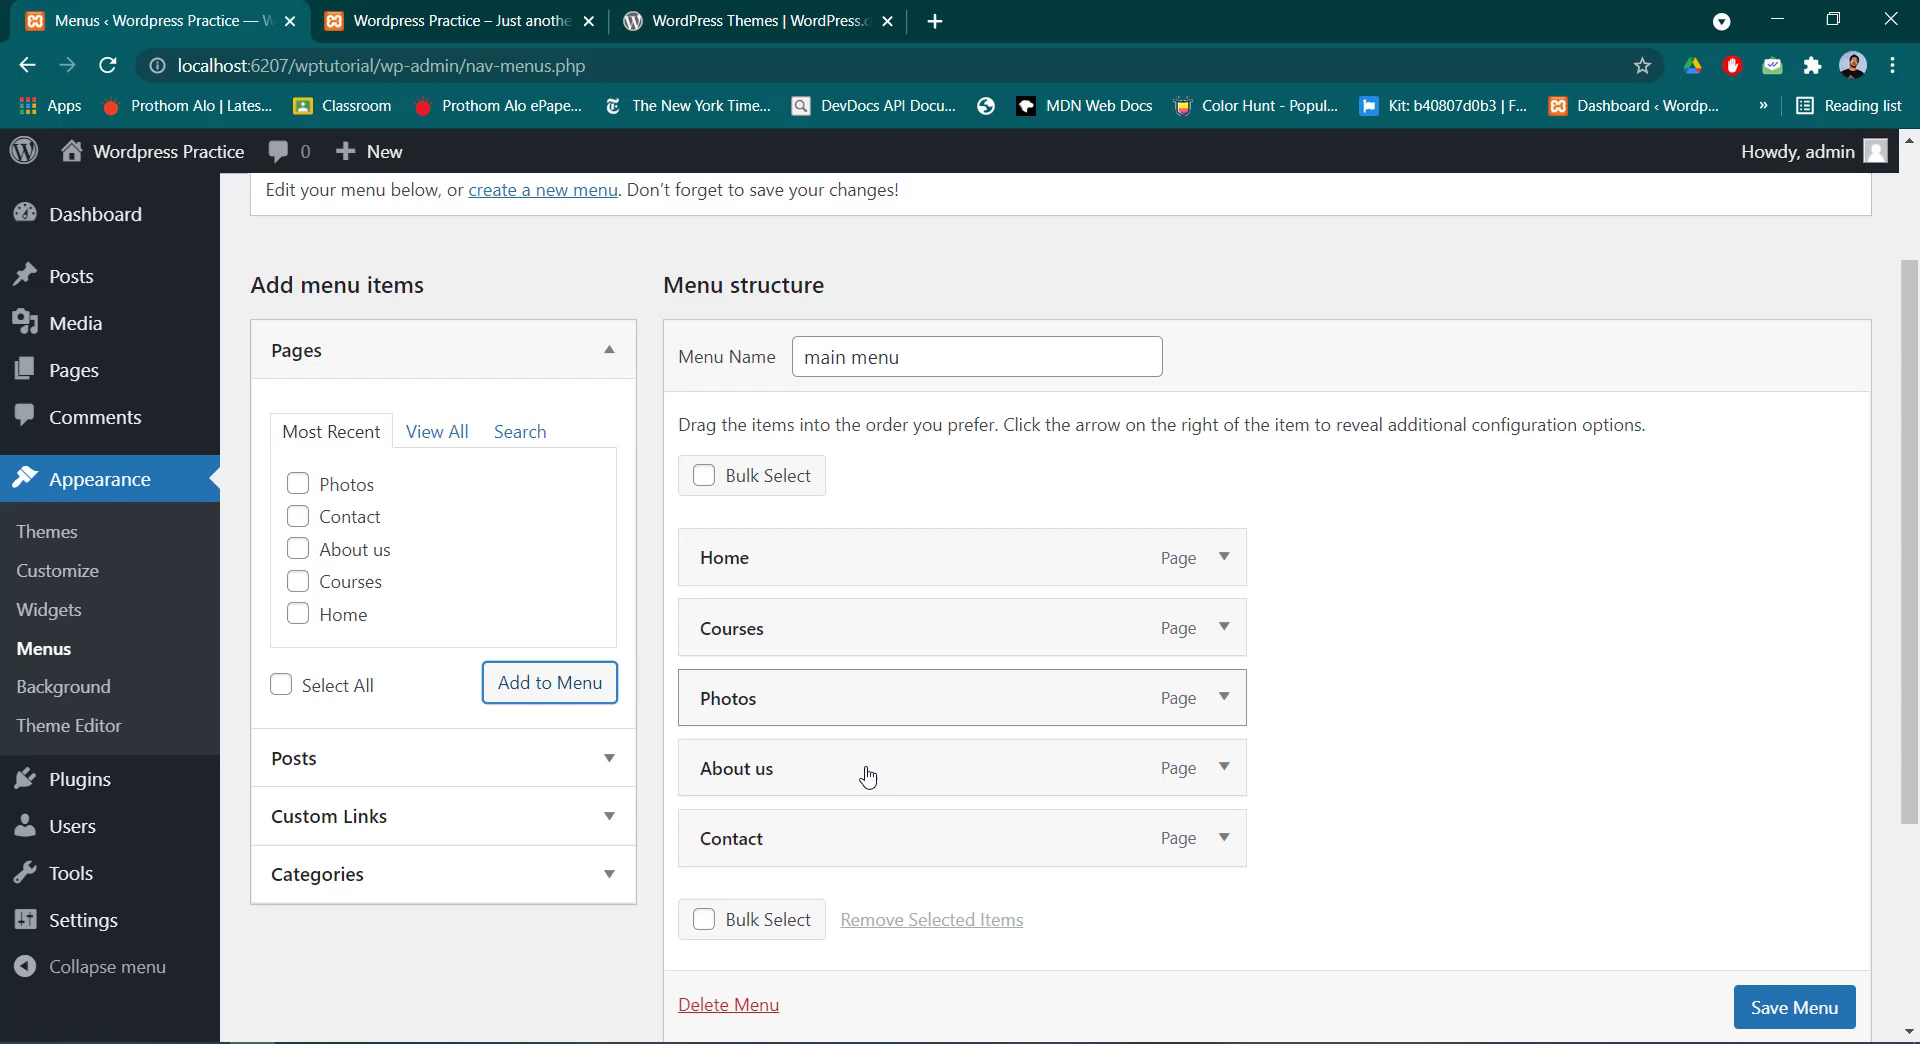 Menus ‹ Wordpress Practice — W
Wordpress Practice – Just anothe
WordPress Themes | WordPress.o
localhost:6207/wptutorial/wp-admin/nav-menus.php
Apps
Prothom Alo | Lates...
Classroom
Prothom Alo ePape...
The New York Time...
DevDocs API Docu...
MDN Web Docs
Color Hunt - Popul...
Kit: b40807d0b3 | F...
Dashboard ‹ Wordp...
»
Reading list
Wordpress Practice
0
New
Howdy, admin
Dashboard
Posts
Media
Pages
Comments
Appearance
Themes
Customize
Widgets
Menus
Background
Theme Editor
Plugins
Users
Tools
Settings
Collapse menu
Edit your menu below, or create a new menu. Don’t forget to save your changes!
Add menu items
Pages
Most Recent
View All
Search
Photos
Contact
About us
Courses
Home
Select All
Add to Menu
Posts
Custom Links
Categories
Menu structure
Menu Name
main menu
Drag the items into the order you prefer. Click the arrow on the right of the item to reveal additional configuration options.
Bulk Select
Home Page
Courses Page
Photos Page
About us Page
Contact Page
Bulk Select
Remove Selected Items
Delete Menu
Save Menu